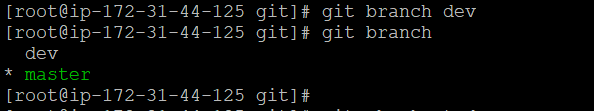 [root@ip-172-31-44-125 git]# git branch dev
[root@ip-172-31-44-125 git]# git branch
  dev
* master
[root@ip-172-31-44-125 git]#